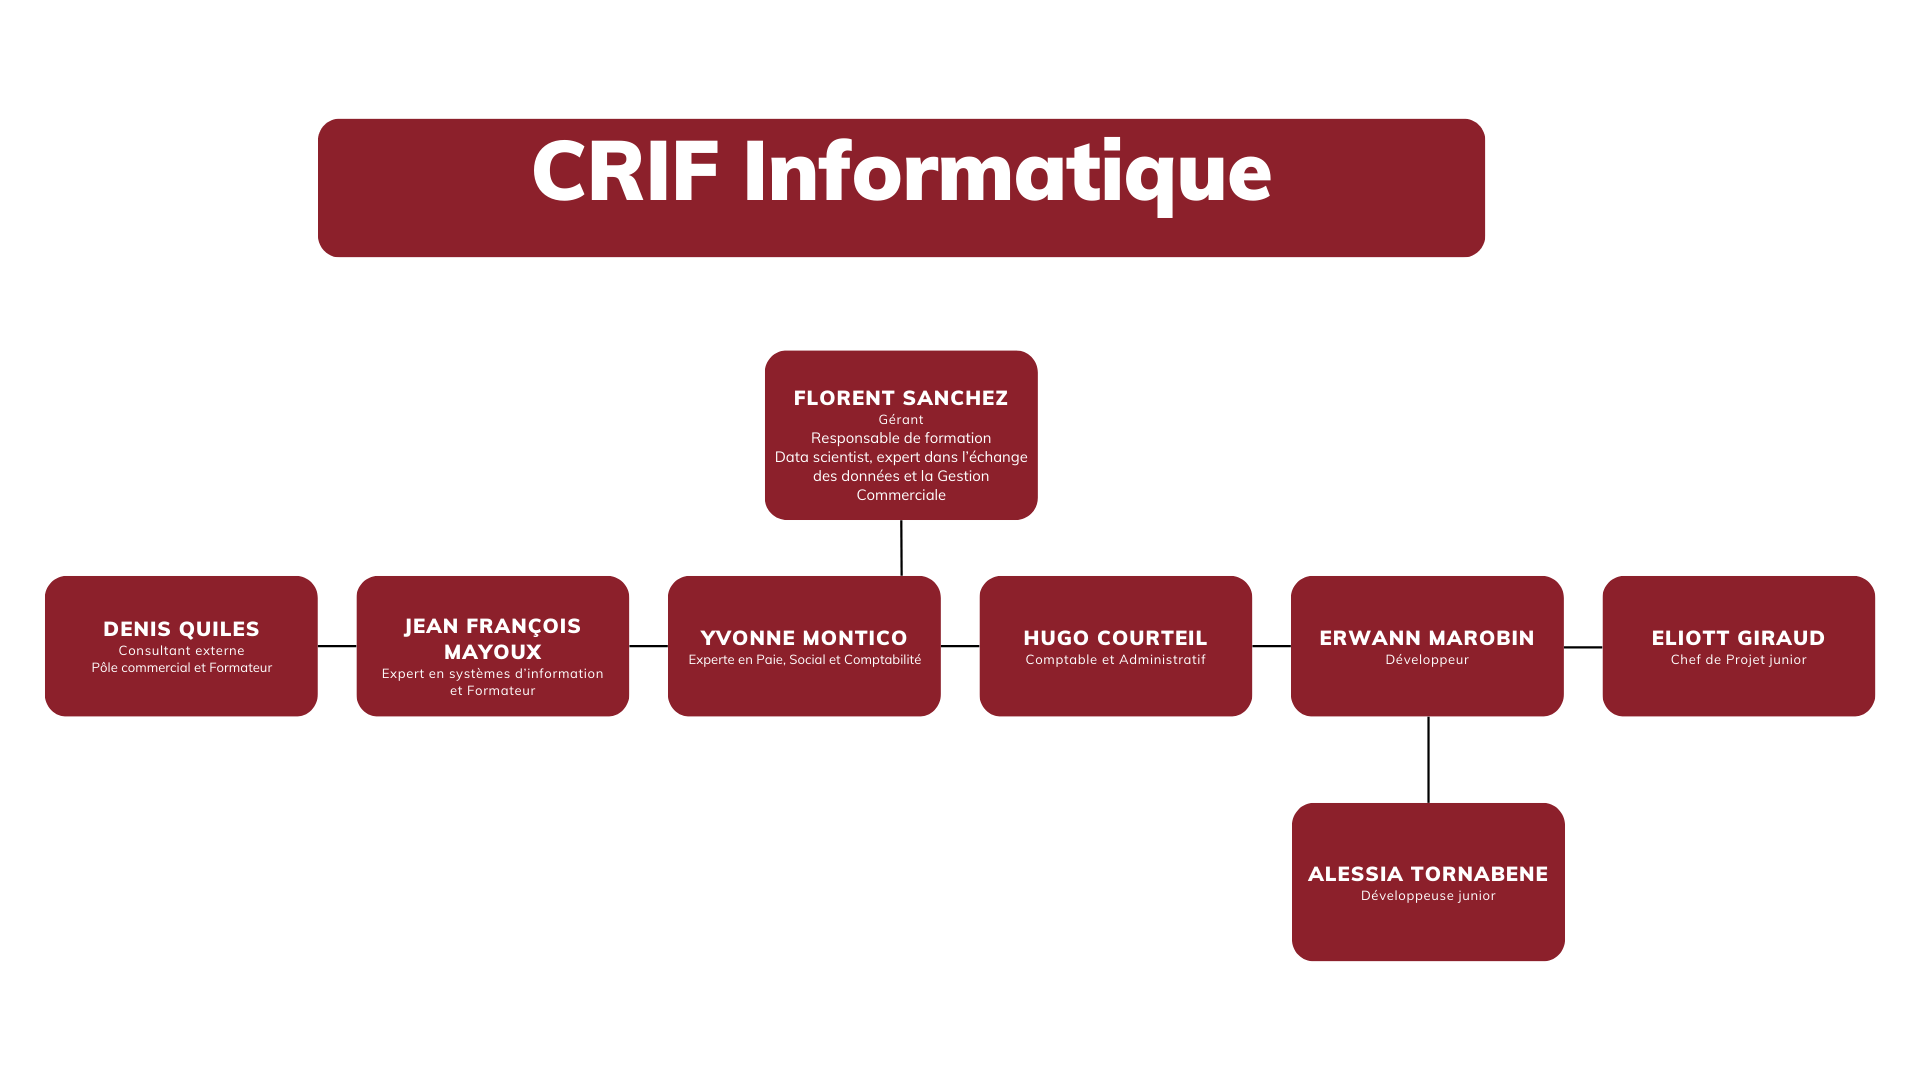 CRIF Informatique
FLORENT SANCHEZ
Gérant
Responsable de formation
Data scientist, expert dans l'échange
des données et la Gestion
Commerciale
DENIS QUILES
Consultant externe
Pôle commercial et Formateur
JEAN FRANÇOIS
MAYOUX
Expert en systèmes d'information
et Formateur
YVONNE MONTICO
Experte en Paie, Social et Comptabilité
HUGO COURTEIL
Comptable et Administratif
ERWANN MAROBIN
Développeur
ELIOTT GIRAUD
Chef de Projet junior
ALESSIA TORNABENE
Développeuse junior